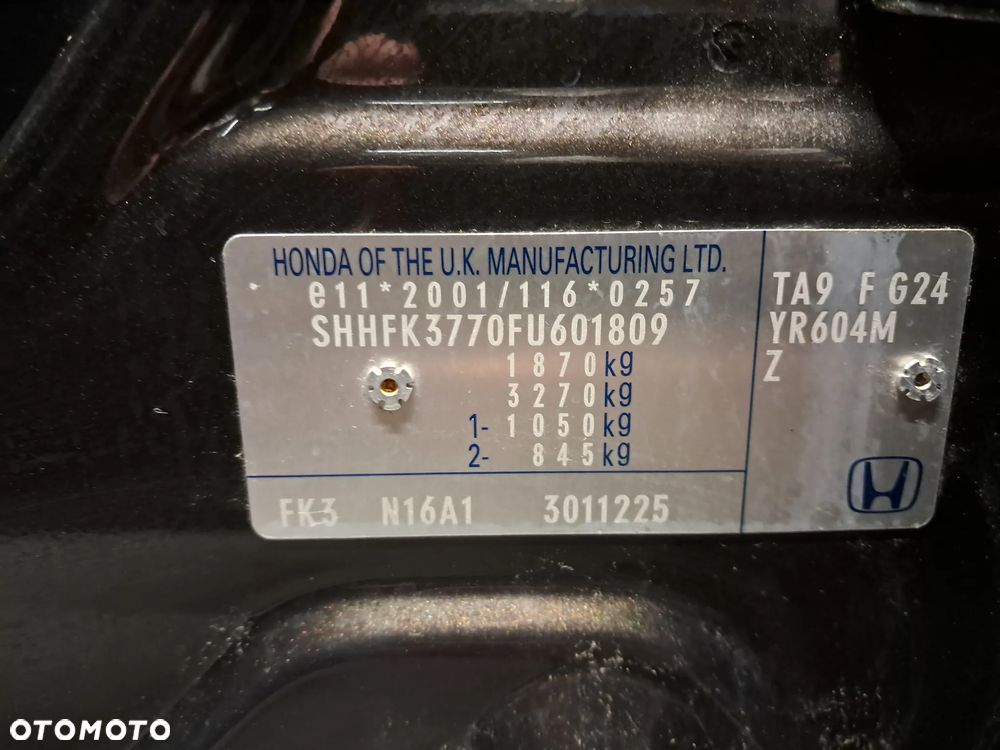 HONDA OF THE U.K. MANUFACTURING LTD.
e11*2001/116*0257
SHHFK3770FU601809
1870kg
3270kg
1- 1050kg
2- 845kg
FK3 N16A1 3011225
TA9 F G24
YR604M
Z
OTOMOTO